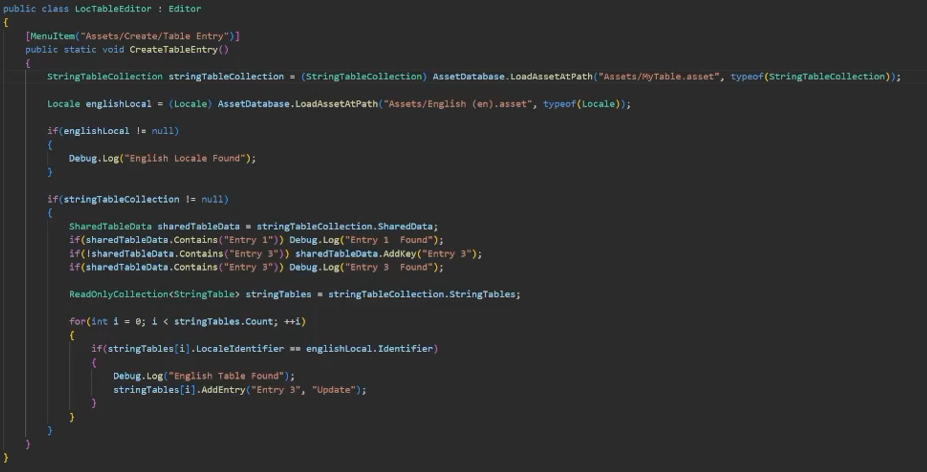 public class LocTableEditor : Editor
{
[MenuItem("Assets/Create/Table Entry")]
public static void CreateTableEntry()
{
StringTableCollection stringTableCollection = (StringTableCollection) AssetDatabase.LoadAssetAtPath("Assets/MyTable.asset", typeof(StringTableCollection));
Locale englishLocal = (Locale) AssetDatabase.LoadAssetAtPath("Assets/English (en).asset", typeof(Locale));
if(englishLocal != null)
{
Debug.Log("English Locale Found");
}
if(stringTableCollection != null)
{
SharedTableData sharedTableData = stringTableCollection.SharedData;
if(sharedTableData.Contains("Entry 1")) Debug.Log("Entry 1  Found");
if(!sharedTableData.Contains("Entry 3")) sharedTableData.AddKey("Entry 3");
if(sharedTableData.Contains("Entry 3")) Debug.Log("Entry 3  Found");
ReadOnlyCollection<StringTable> stringTables = stringTableCollection.StringTables;
for(int i = 0; i < stringTables.Count; ++i)
{
if(stringTables[i].LocaleIdentifier == englishLocal.Identifier)
{
Debug.Log("English Table Found");
stringTables[i].AddEntry("Entry 3", "Update");
}
}
}
}
}